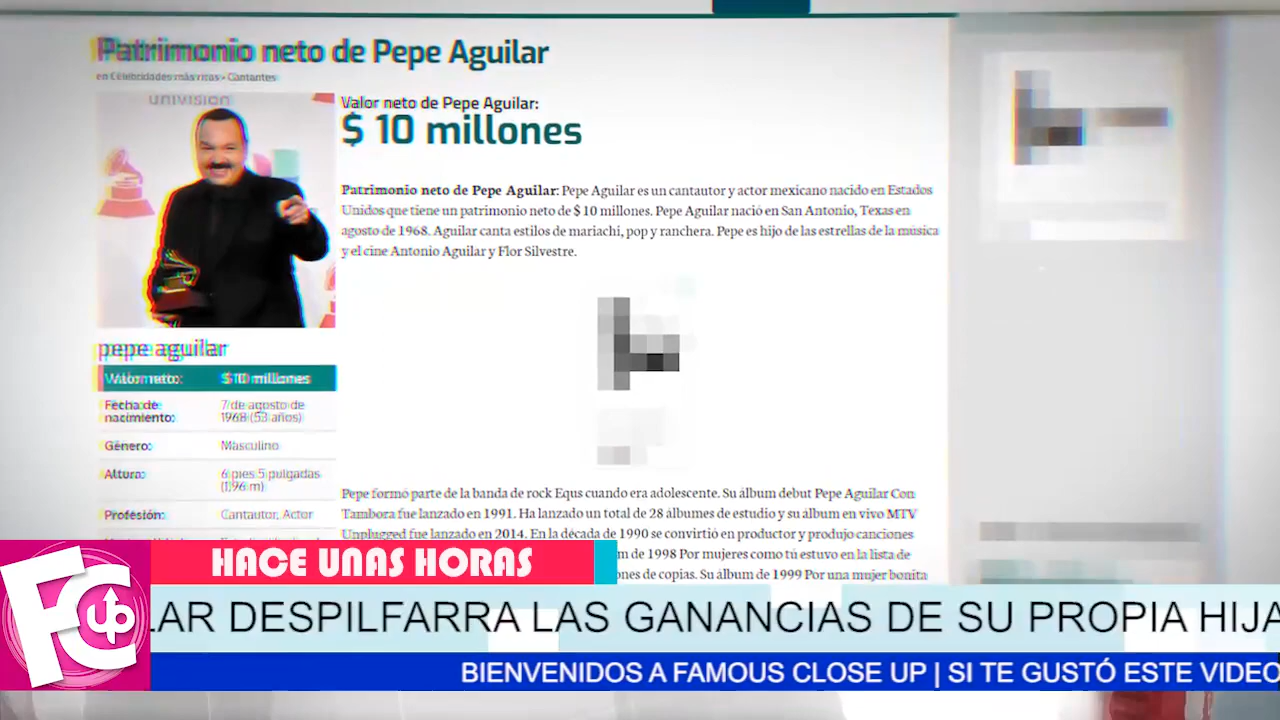 Patrimonio neto de Pepe Aguilar
en Celebridades más ricas › Cantantes
univision
Valor neto de Pepe Aguilar:
$ 10 millones
Patrimonio neto de Pepe Aguilar: Pepe Aguilar es un cantautor y actor mexicano nacido en Estados
Unidos que tiene un patrimonio neto de $ 10 millones. Pepe Aguilar nació en San Antonio, Texas en
agosto de 1968. Aguilar canta estilos de mariachi, pop y ranchera. Pepe es hijo de las estrellas de la música
y el cine Antonio Aguilar y Flor Silvestre.
pepe aguilar
Valor neto: $ 10 millones
Fecha de nacimiento: 7 de agosto de 1968 (53 años)
Género: Masculino
Altura: 6 pies 5 pulgadas (1,96 m)
Profesión: Cantautor, Actor
Pepe formó parte de la banda de rock Equs cuando era adolescente. Su álbum debut Pepe Aguilar Con
Tambora fue lanzado en 1991. Ha lanzado un total de 28 álbumes de estudio y su álbum en vivo MTV
Unplugged fue lanzado en 2014. En la década de 1990 se convirtió en productor y produjo canciones
m de 1998 Por mujeres como tú estuvo en la lista de
ones de copias. Su álbum de 1999 Por una mujer bonita
HACE UNAS HORAS
FC up
LAR DESPILFARRA LAS GANANCIAS DE SU PROPIA HIJA
BIENVENIDOS A FAMOUS CLOSE UP | SI TE GUSTÓ ESTE VIDEO